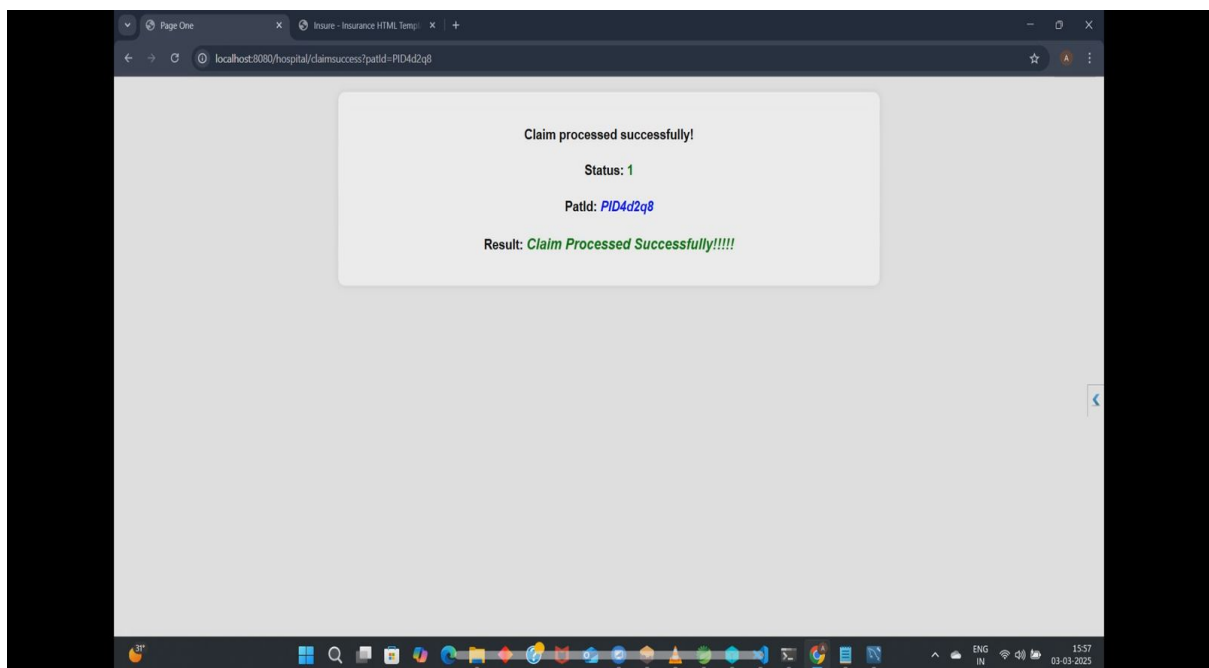 Page One
Insure - Insurance HTML Templ
localhost:8080/hospital/claimsuccess?patId=PID4d2q8
A
Claim processed successfully!
Status: 1
PatId: PID4d2q8
Result: Claim Processed Successfully!!!!!
31°
ENG
IN
15:57
03-03-2025